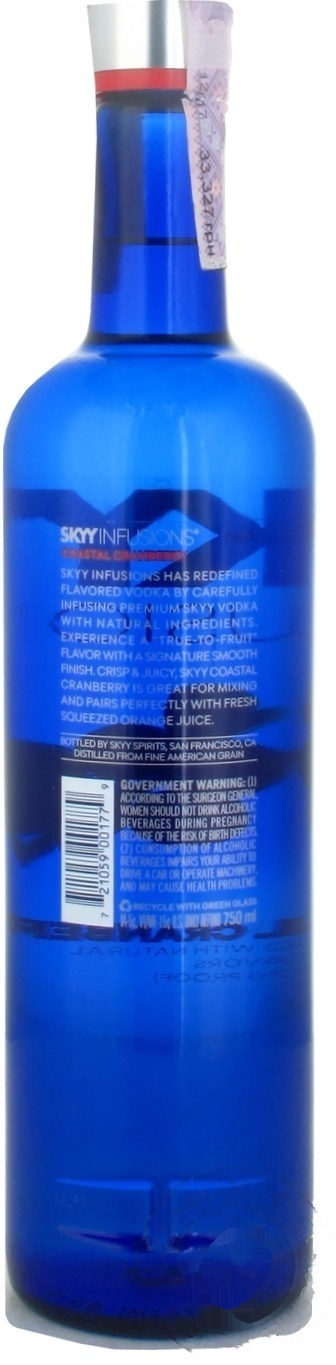 SKYY INFUSIONS®
COASTAL CRANBERRY
SKYY INFUSIONS HAS REDEFINED
FLAVORED VODKA BY CAREFULLY
INFUSING PREMIUM SKYY VODKA
WITH NATURAL INGREDIENTS.
EXPERIENCE A TRUE-TO-FRUIT
FLAVOR WITH A SIGNATURE SMOOTH
FINISH. CRISP & JUICY, SKYY COASTAL
CRANBERRY IS GREAT FOR MIXING
AND PAIRS PERFECTLY WITH FRESH
SQUEEZED ORANGE JUICE.
BOTTLED BY SKYY SPIRITS, SAN FRANCISCO, CA
DISTILLED FROM FINE AMERICAN GRAIN
GOVERNMENT WARNING: (1)
ACCORDING TO THE SURGEON GENERAL
WOMEN SHOULD NOT DRINK ALCOHOLIC
BEVERAGES DURING PREGNANCY
BECAUSE OF THE RISK OF BIRTH DEFECTS.
(2) CONSUMPTION OF ALCOHOLIC
BEVERAGES IMPAIRS YOUR ABILITY TO
DRIVE A CAR OR OPERATE MACHINERY,
AND MAY CAUSE HEALTH PROBLEMS.
7 21059 00177 9
RECYCLE WITH GREEN GLASS
750 ml